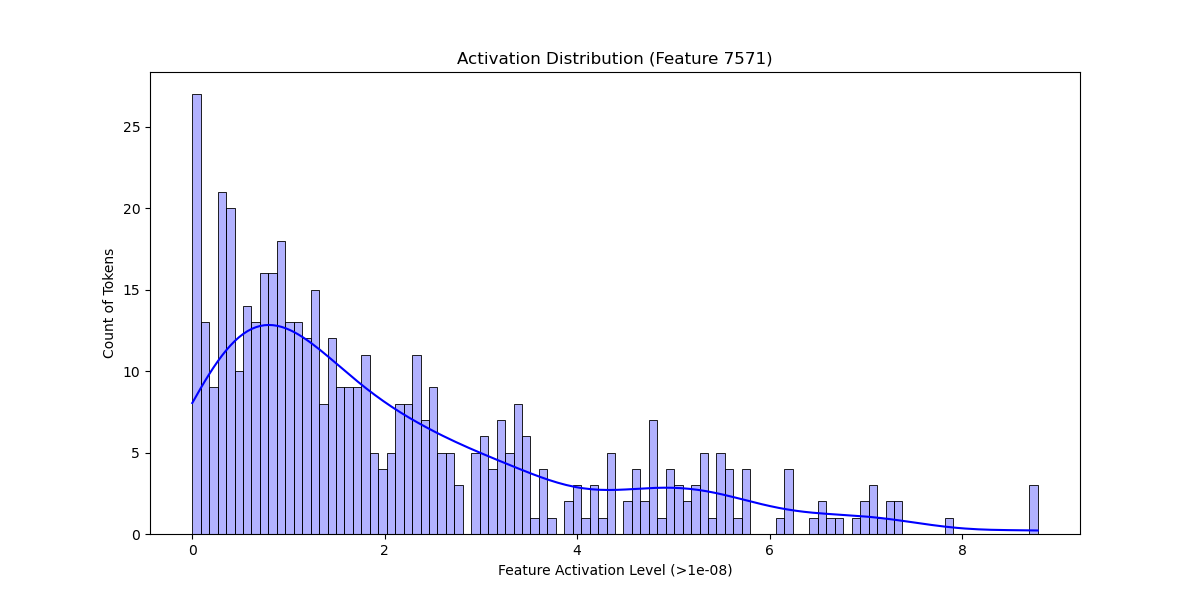 Activation Distribution (Feature 7571)
25
20
15
10
5
0
Count of Tokens
0 2 4 6 8
Feature Activation Level (>1e-08)